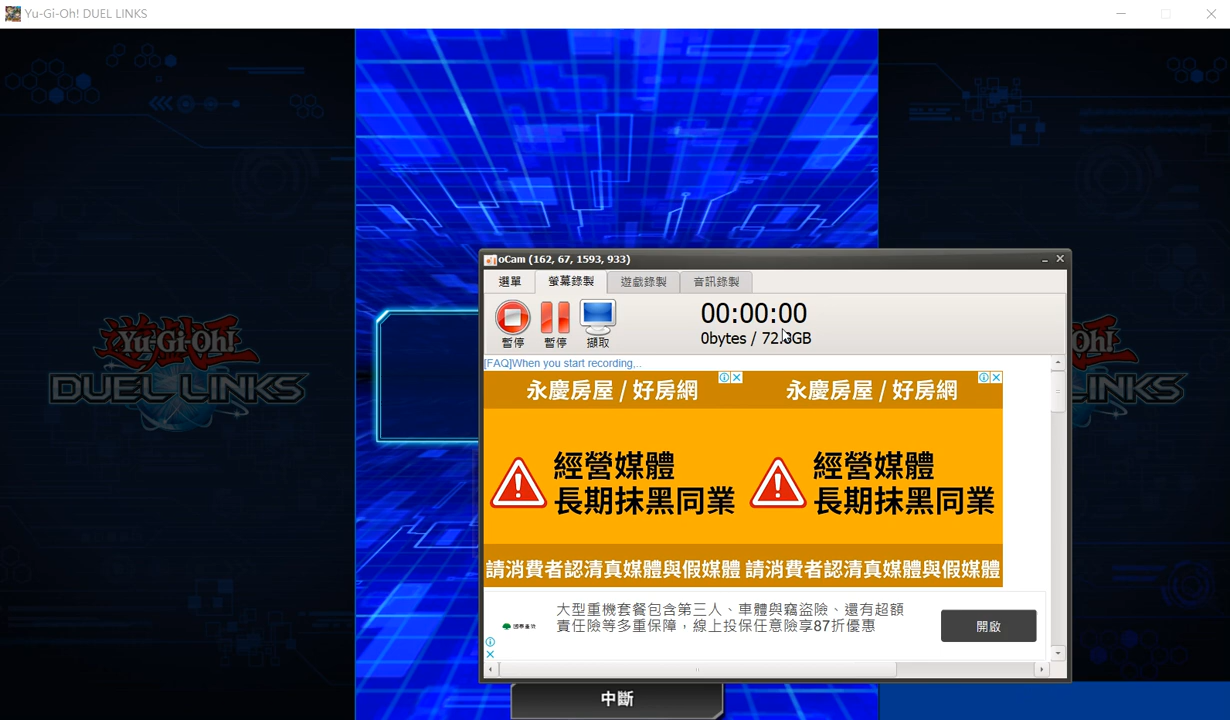 Yu-Gi-Oh! DUEL LINKS
oCam (162, 67, 1593, 933)
選單 螢幕錄製 遊戲錄製 音訊錄製
00:00:00
暫停 暫停 擷取
0bytes / 72.3GB
[FAQ]When you start recording,..
永慶房屋 / 好房網 永慶房屋 / 好房網
經營媒體 經營媒體
長期抹黑同業 長期抹黑同業
請消費者認清真媒體與假媒體 請消費者認清真媒體與假媒體
大型重機套餐包含第三人、車體與竊盜險、還有超額
責任險等多重保障，線上投保任意險享87折優惠
國泰產險
開啟
中斷
Yu-Gi-Oh!
DUEL LINKS
Oh!
LINKS